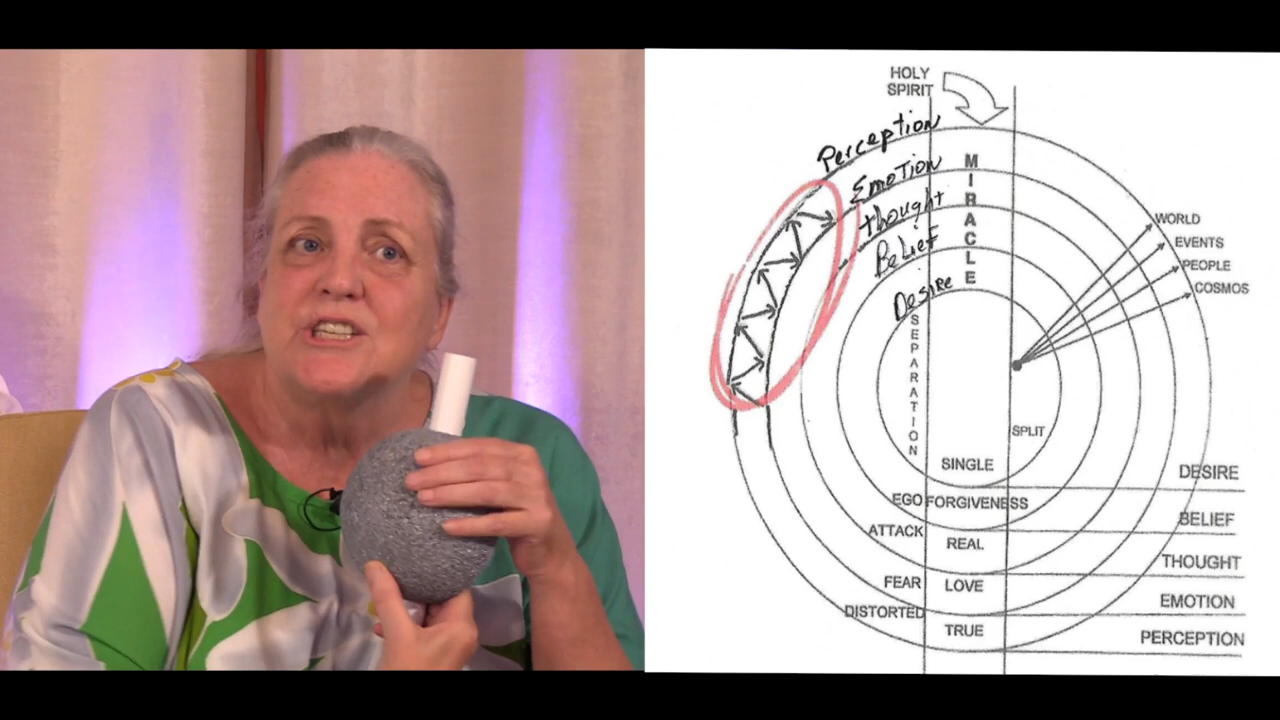 HOLY
SPIRIT
Perception
Emotion
thought
Belief
Desire
MIRACLE
WORLD
EVENTS
PEOPLE
COSMOS
SEPARATION
SPLIT
SINGLE
DESIRE
EGO FORGIVENESS
BELIEF
ATTACK
REAL
THOUGHT
FEAR
LOVE
EMOTION
DISTORTED
TRUE
PERCEPTION